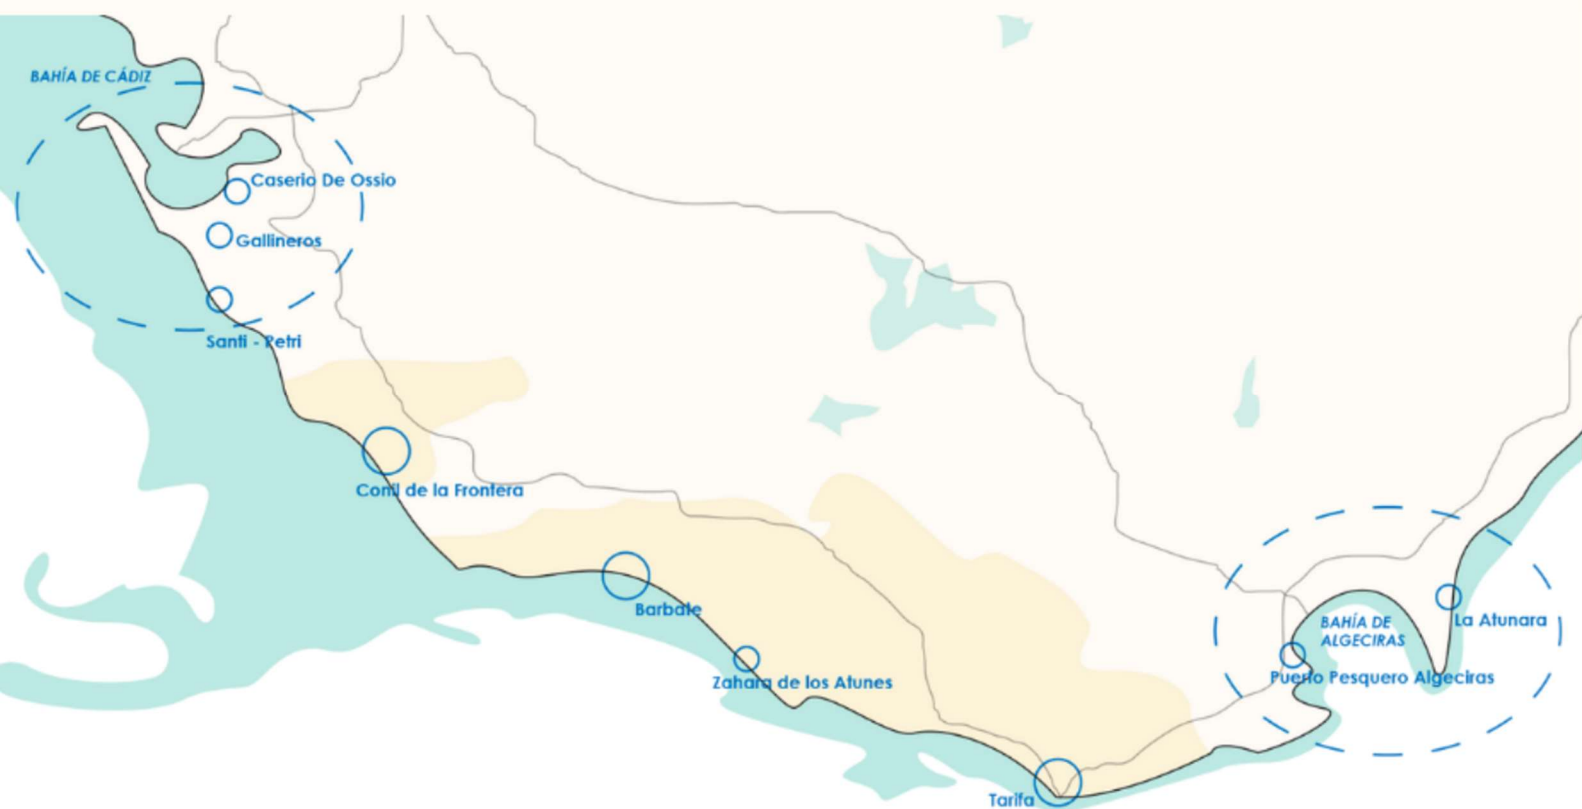 BAHÍA DE CÁDIZ
Caserio De Ossio
Gallineros
Santi - Petri
Conil de la Frontera
Barbate
Zahara de los Atunes
Tarifa
BAHÍA DE
ALGECIRAS
La Atunara
Puerto Pesquero Algeciras